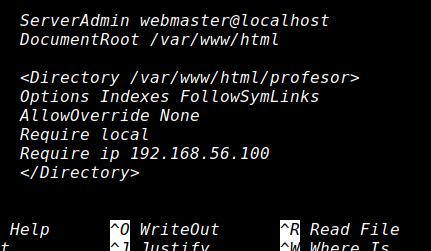 ServerAdmin webmaster@localhost
DocumentRoot /var/www/html
<Directory /var/www/html/profesor>
Options Indexes FollowSymLinks
AllowOverride None
Require local
Require ip 192.168.56.100
</Directory>
Help ^O WriteOut ^R Read File
^J Justify ^W Where Is